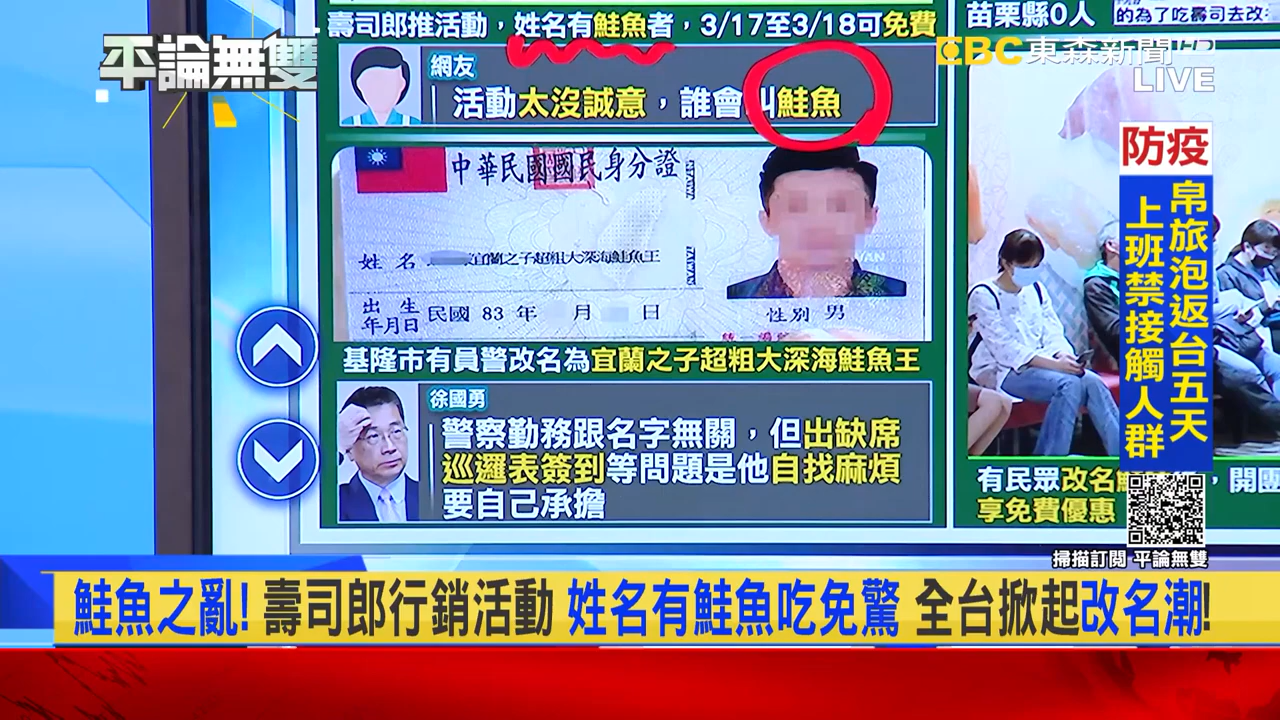 平論無雙
EBC東森新聞
LIVE
壽司郎推活動，姓名有鮭魚者，3/17至3/18可免費
網友
活動太沒誠意，誰會叫鮭魚
中華民國國民身分證
姓名
宜蘭之子超粗大深海鮭魚王
出生
年月日
民國 83 年 月 日
性別 男
基隆市有員警改名為宜蘭之子超粗大深海鮭魚王
徐國勇
警察勤務跟名字無關，但出缺席
巡邏表簽到等問題是他自找麻煩
要自己承擔
苗栗縣0人
的為了吃壽司去改
有民眾改名
，開團
享免費優惠
防疫
帛旅泡返台五天
上班禁接觸人群
掃描訂閱 平論無雙
鮭魚之亂! 壽司郎行銷活動 姓名有鮭魚吃免驚 全台掀起改名潮!